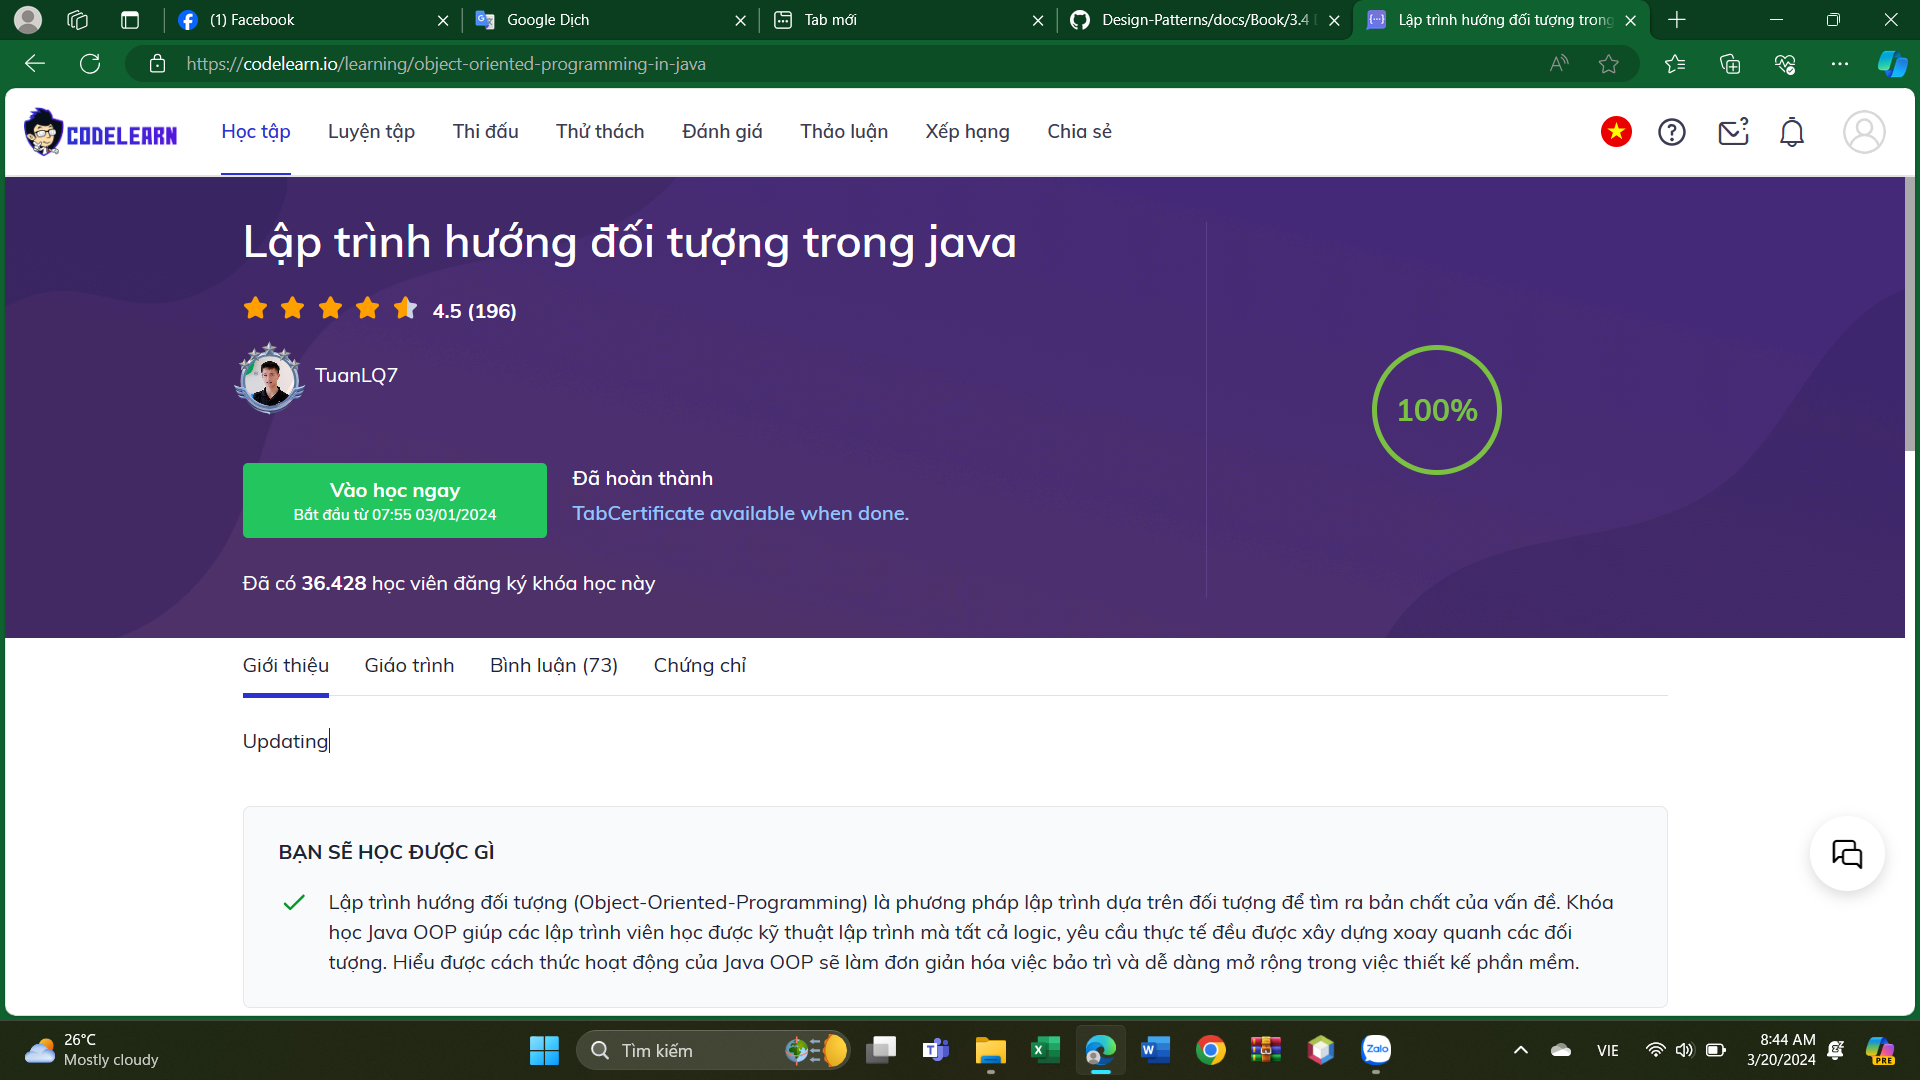 (1) Facebook
Google Dịch
Tab mới
Design-Patterns/docs/Book/3.4
Lập trình hướng đối tượng trong
https://codelearn.io/learning/object-oriented-programming-in-java
CODELEARN
Học tập
Luyện tập
Thi đấu
Thử thách
Đánh giá
Thảo luận
Xếp hạng
Chia sẻ
Lập trình hướng đối tượng trong java
4.5 (196)
TuanLQ7
100%
Vào học ngay
Bắt đầu từ 07:55 03/01/2024
Đã hoàn thành
TabCertificate available when done.
Đã có 36.428 học viên đăng ký khóa học này
Giới thiệu
Giáo trình
Bình luận (73)
Chứng chỉ
Updating
BẠN SẼ HỌC ĐƯỢC GÌ
Lập trình hướng đối tượng (Object-Oriented-Programming) là phương pháp lập trình dựa trên đối tượng để tìm ra bản chất của vấn đề. Khóa
học Java OOP giúp các lập trình viên học được kỹ thuật lập trình mà tất cả logic, yêu cầu thực tế đều được xây dựng xoay quanh các đối
tượng. Hiểu được cách thức hoạt động của Java OOP sẽ làm đơn giản hóa việc bảo trì và dễ dàng mở rộng trong việc thiết kế phần mềm.
26°C
Mostly cloudy
Tìm kiếm
Zalo
VIE
8:44 AM
3/20/2024
PRE